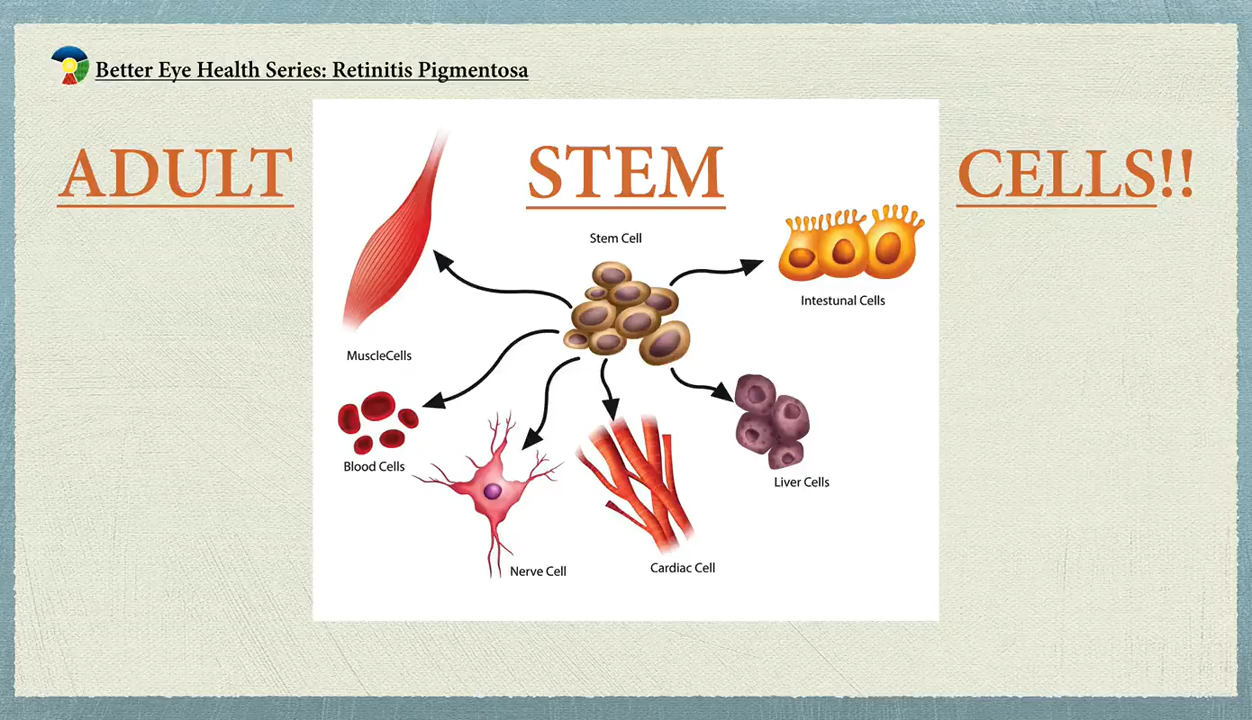 Better Eye Health Series: Retinitis Pigmentosa
ADULT STEM CELLS!!
Stem Cell
Intestunal Cells
MuscleCells
Blood Cells
Liver Cells
Nerve Cell
Cardiac Cell